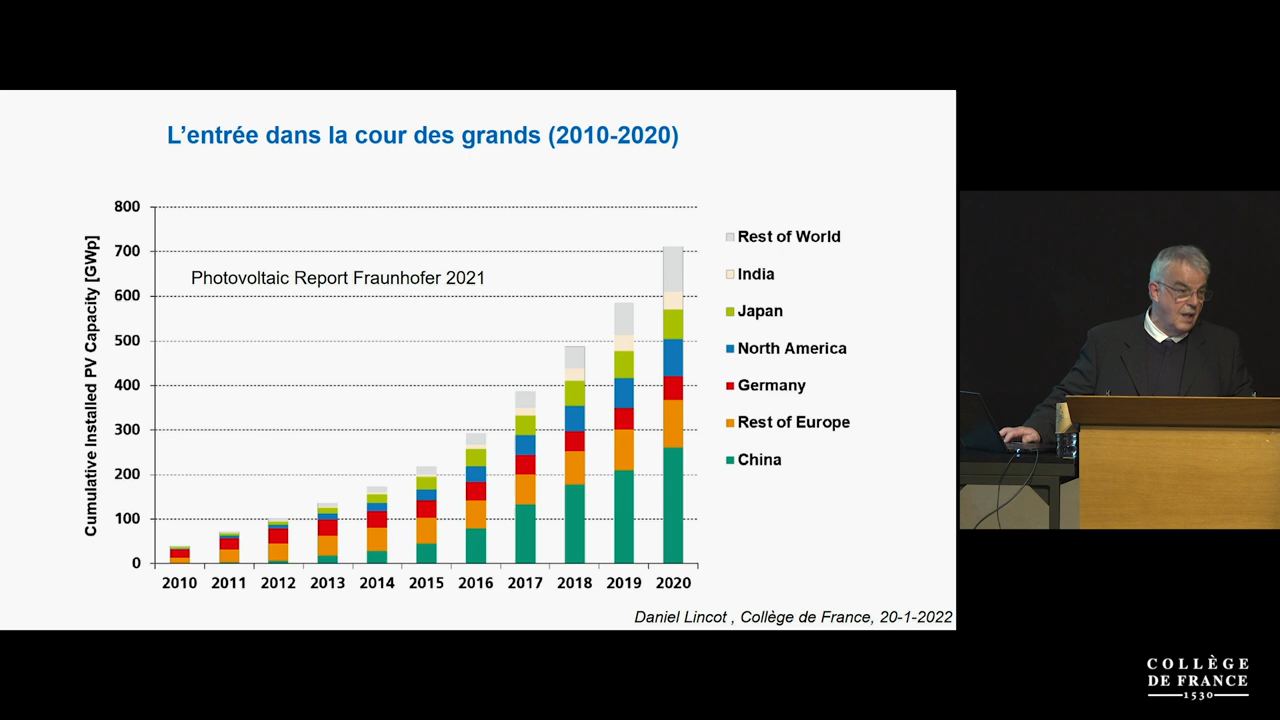 L'entrée dans la cour des grands (2010-2020)
Cumulative Installed PV Capacity [GWp]
800
700
600
500
400
300
200
100
0
Photovoltaic Report Fraunhofer 2021
2010 2011 2012 2013 2014 2015 2016 2017 2018 2019 2020
Rest of World
India
Japan
North America
Germany
Rest of Europe
China
Daniel Lincot , Collège de France, 20-1-2022
COLLÈGE
DE FRANCE
1530